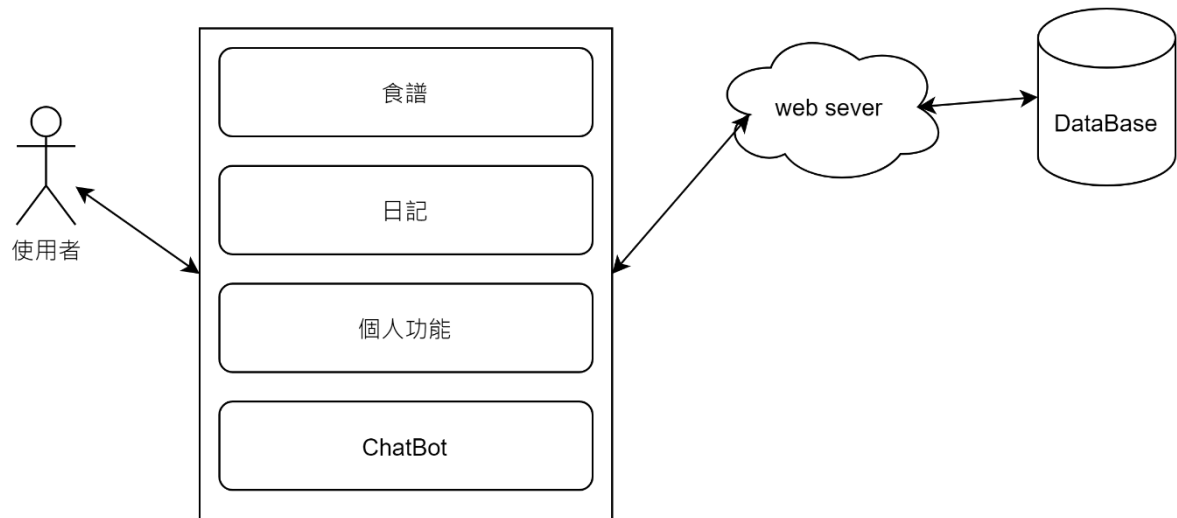 使用者
食譜
日記
個人功能
ChatBot
web sever
DataBase